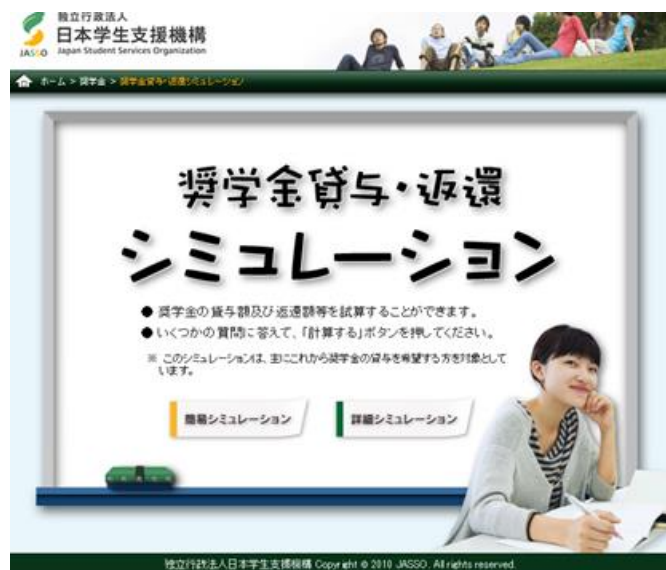 独立行政法人
日本学生支援機構
JASSO Japan Student Services Organization
ホーム > 奨学金 > 奨学金貸与・返還シミュレーション
奨学金貸与・返還
シミュレーション
● 奨学金の貸与額及び返還額等を試算することができます。
● いくつかの質問に答えて、「計算する」ボタンを押してください。
※ このシミュレーションは、主にこれから奨学金の貸与を希望する方を対象として
います。
簡易シミュレーション 詳細シミュレーション
独立行政法人日本学生支援機構 Copyright © 2010 JASSO. All rights reserved.